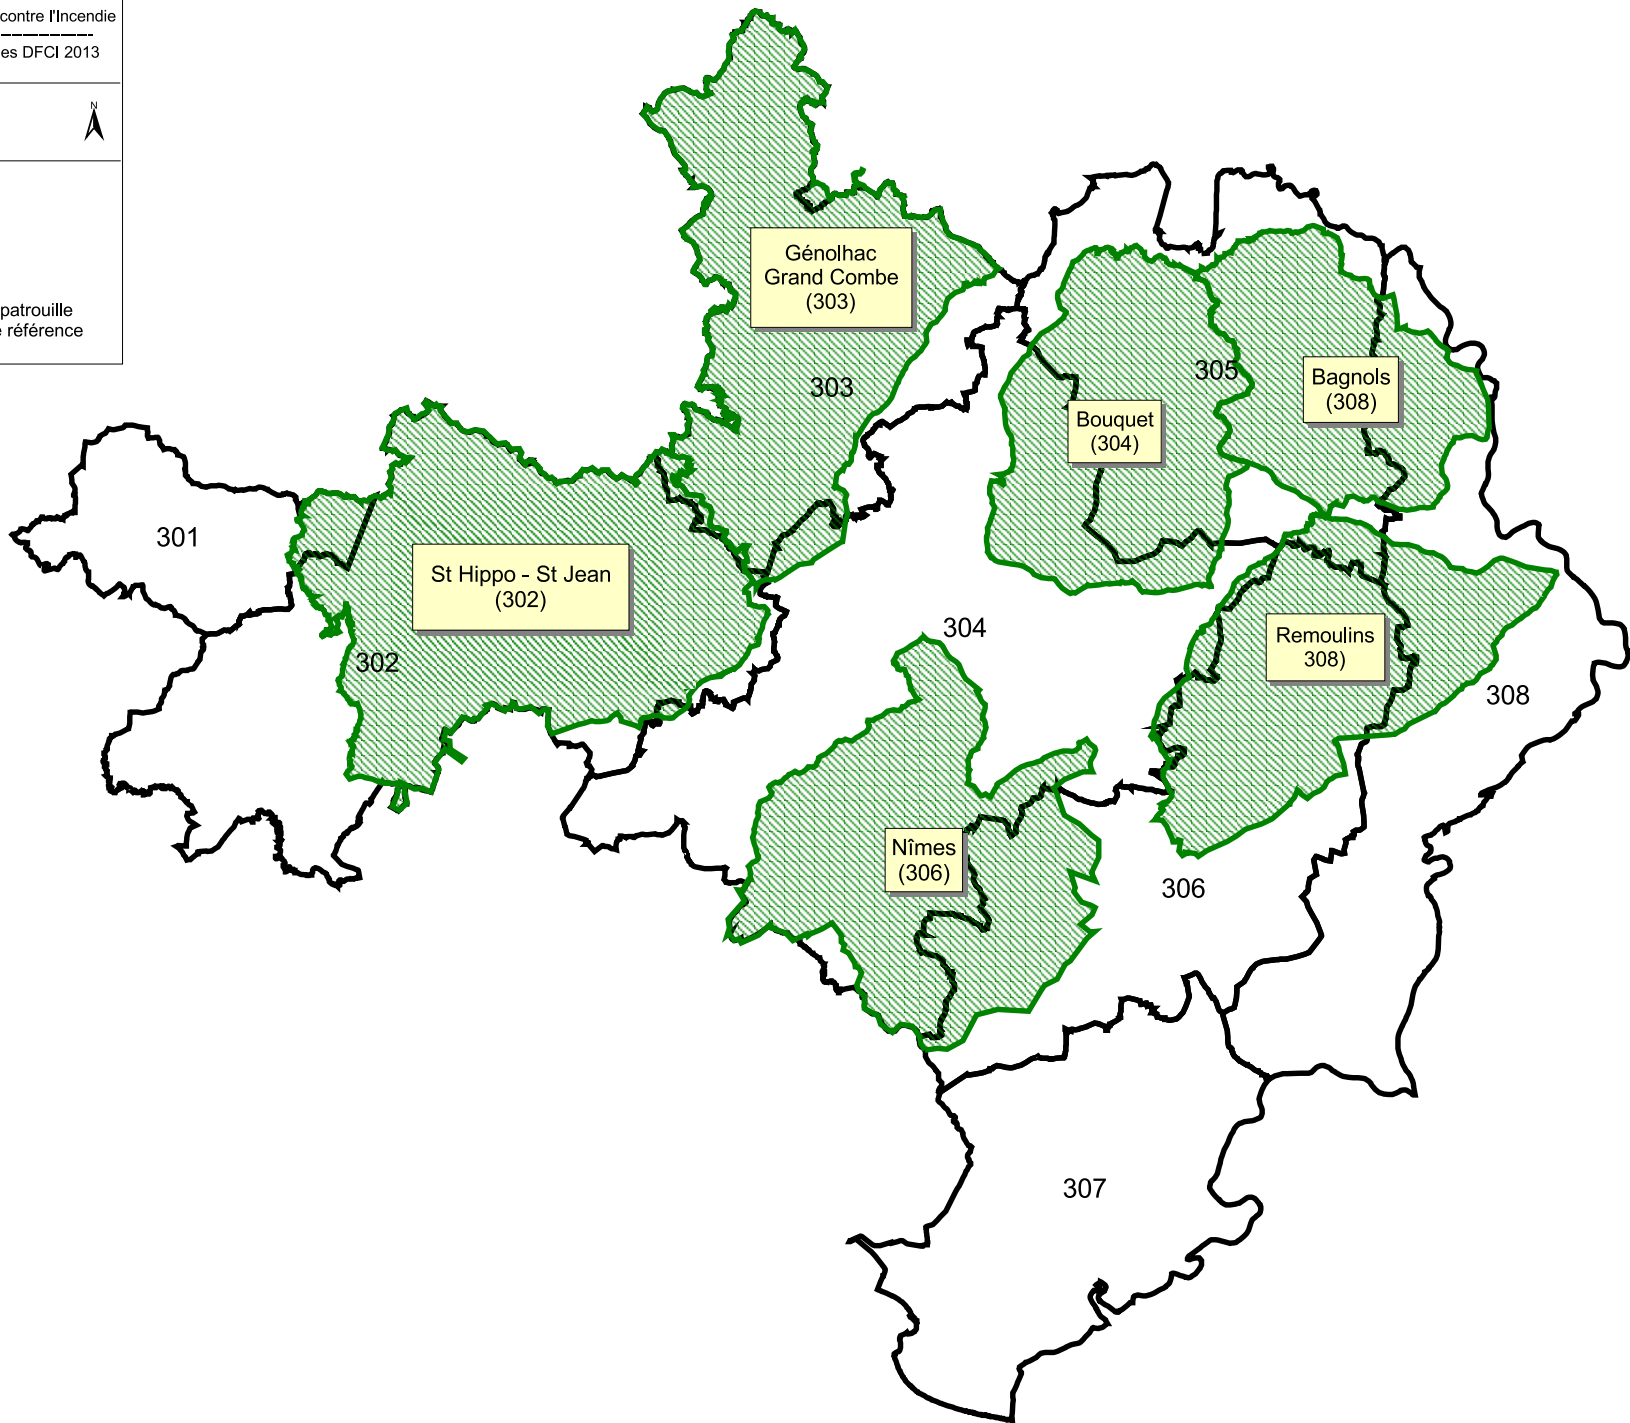 contre l'Incendie
es DFCI 2013
N
patrouille
référence
Génolhac
Grand Combe
(303)
303
305
Bagnols
(308)
Bouquet
(304)
301
St Hippo - St Jean
(302)
302
304
Remoulins
308)
308
Nîmes
(306)
306
307